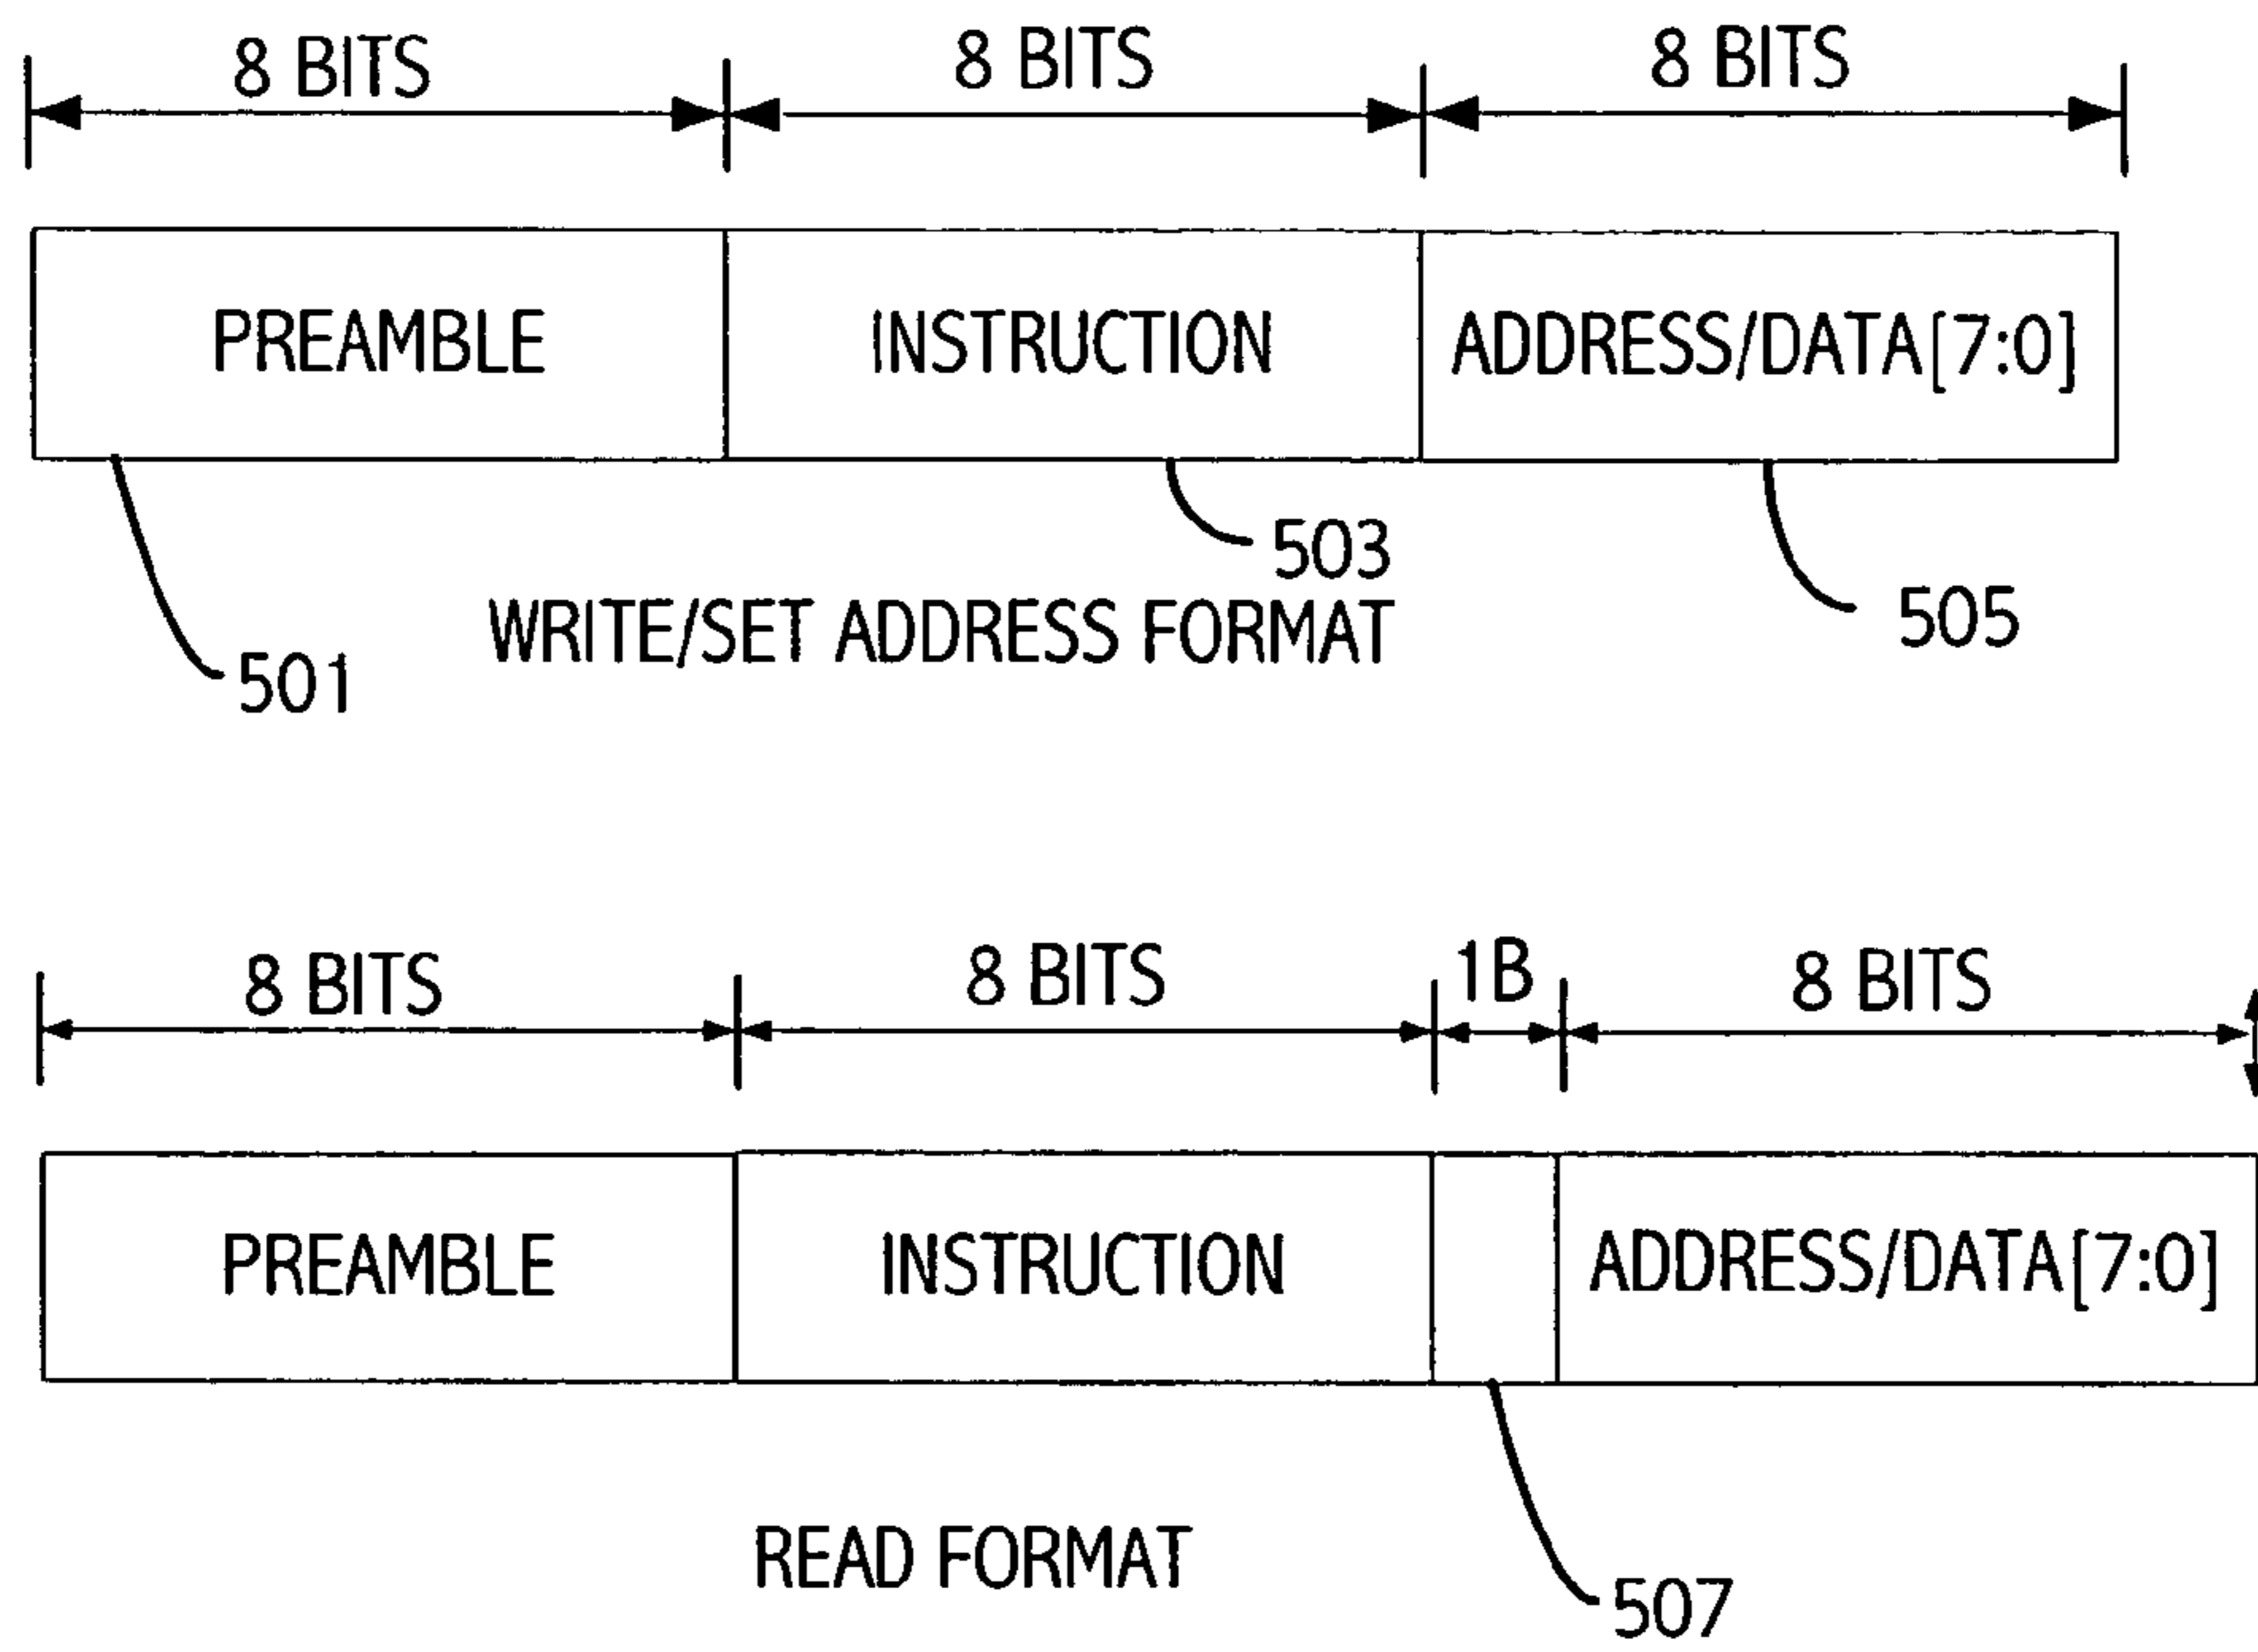 8 BITS 8 BITS 8 BITS
PREAMBLE INSTRUCTION ADDRESS/DATA[7:0]
503
WRITE/SET ADDRESS FORMAT
505
501
8 BITS 8 BITS 1B 8 BITS
PREAMBLE INSTRUCTION ADDRESS/DATA[7:0]
READ FORMAT
507